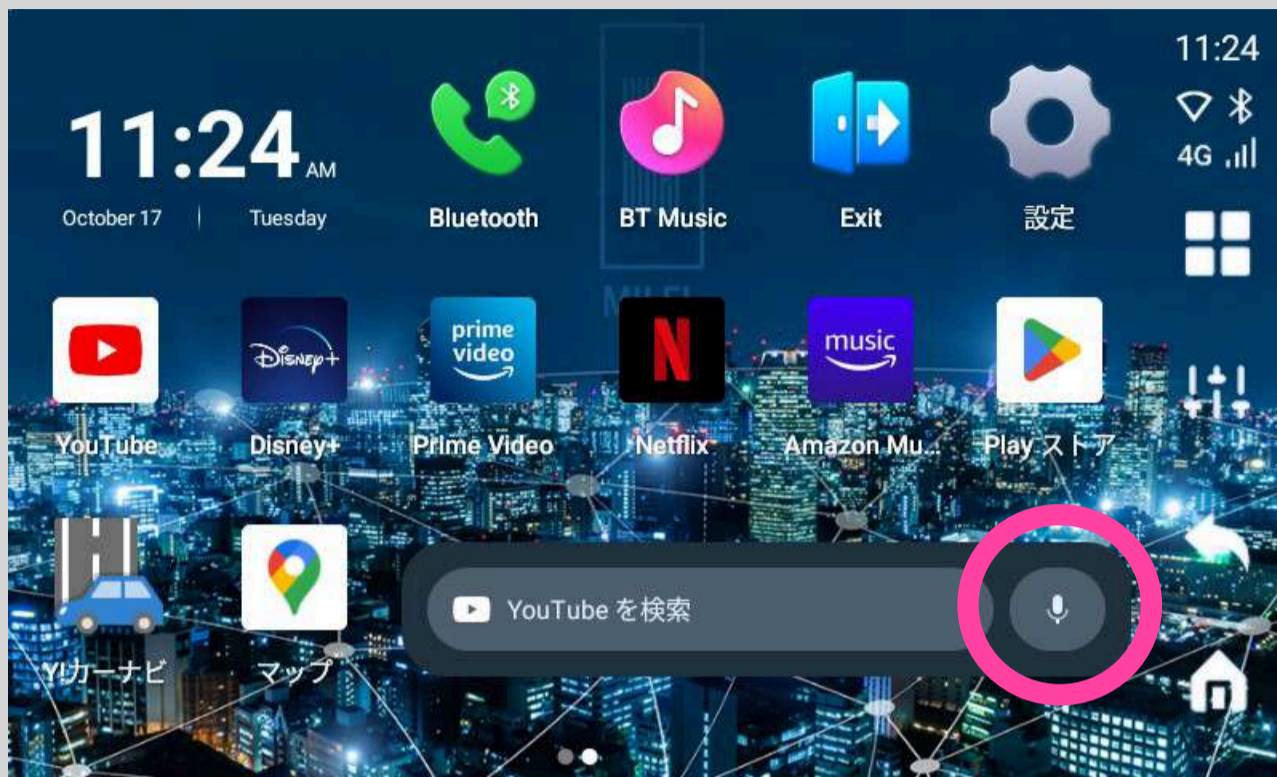 11:24
11:24 AM
October 17 | Tuesday
4G
Bluetooth
BT Music
Exit
設定
prime
video
Disney+
N
music
YouTube
Disney+
Prime Video
Netflix
Amazon Mu...
Play ストア
YouTube を検索
Y!カーナビ
マップ